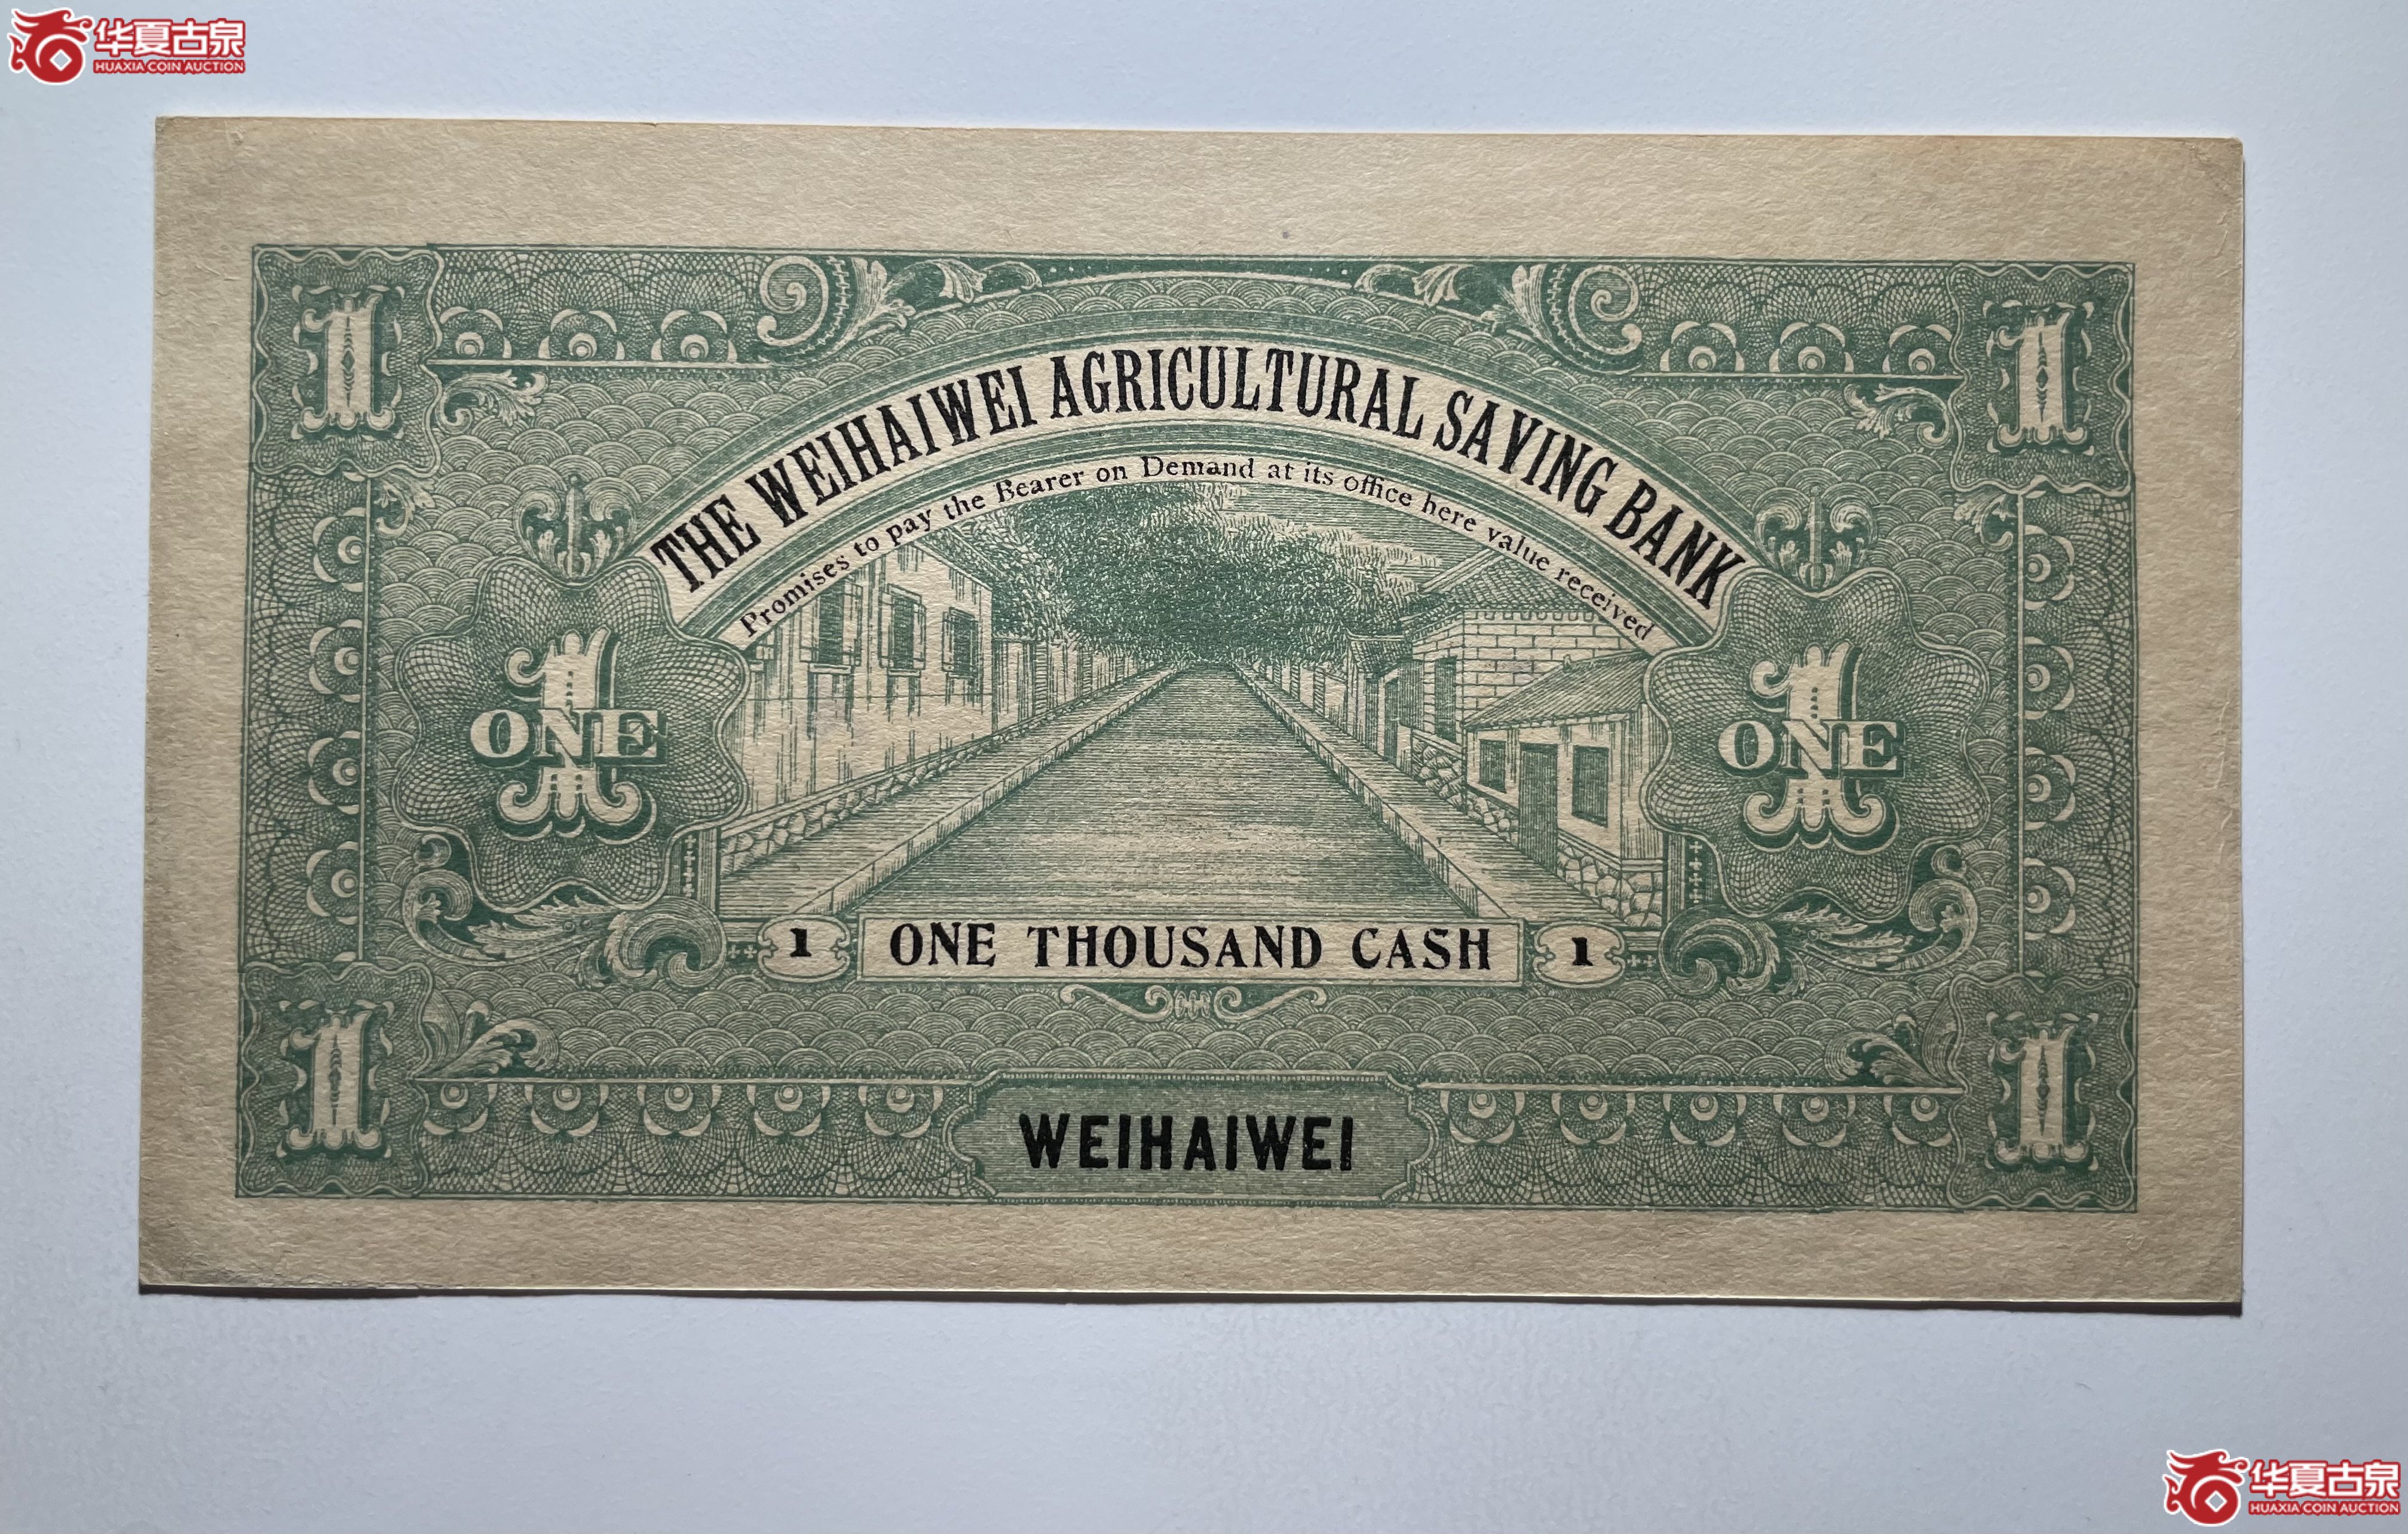 华夏古泉
HUAXIA COIN AUCTION
1
1
THE WEIHAIWEI AGRICULTURAL SAVING BANK
Promises to pay the Bearer on Demand at its office here value received
1
ONE
1
ONE
1 ONE THOUSAND CASH 1
1
WEIHAIWEI
1
华夏古泉
HUAXIA COIN AUCTION